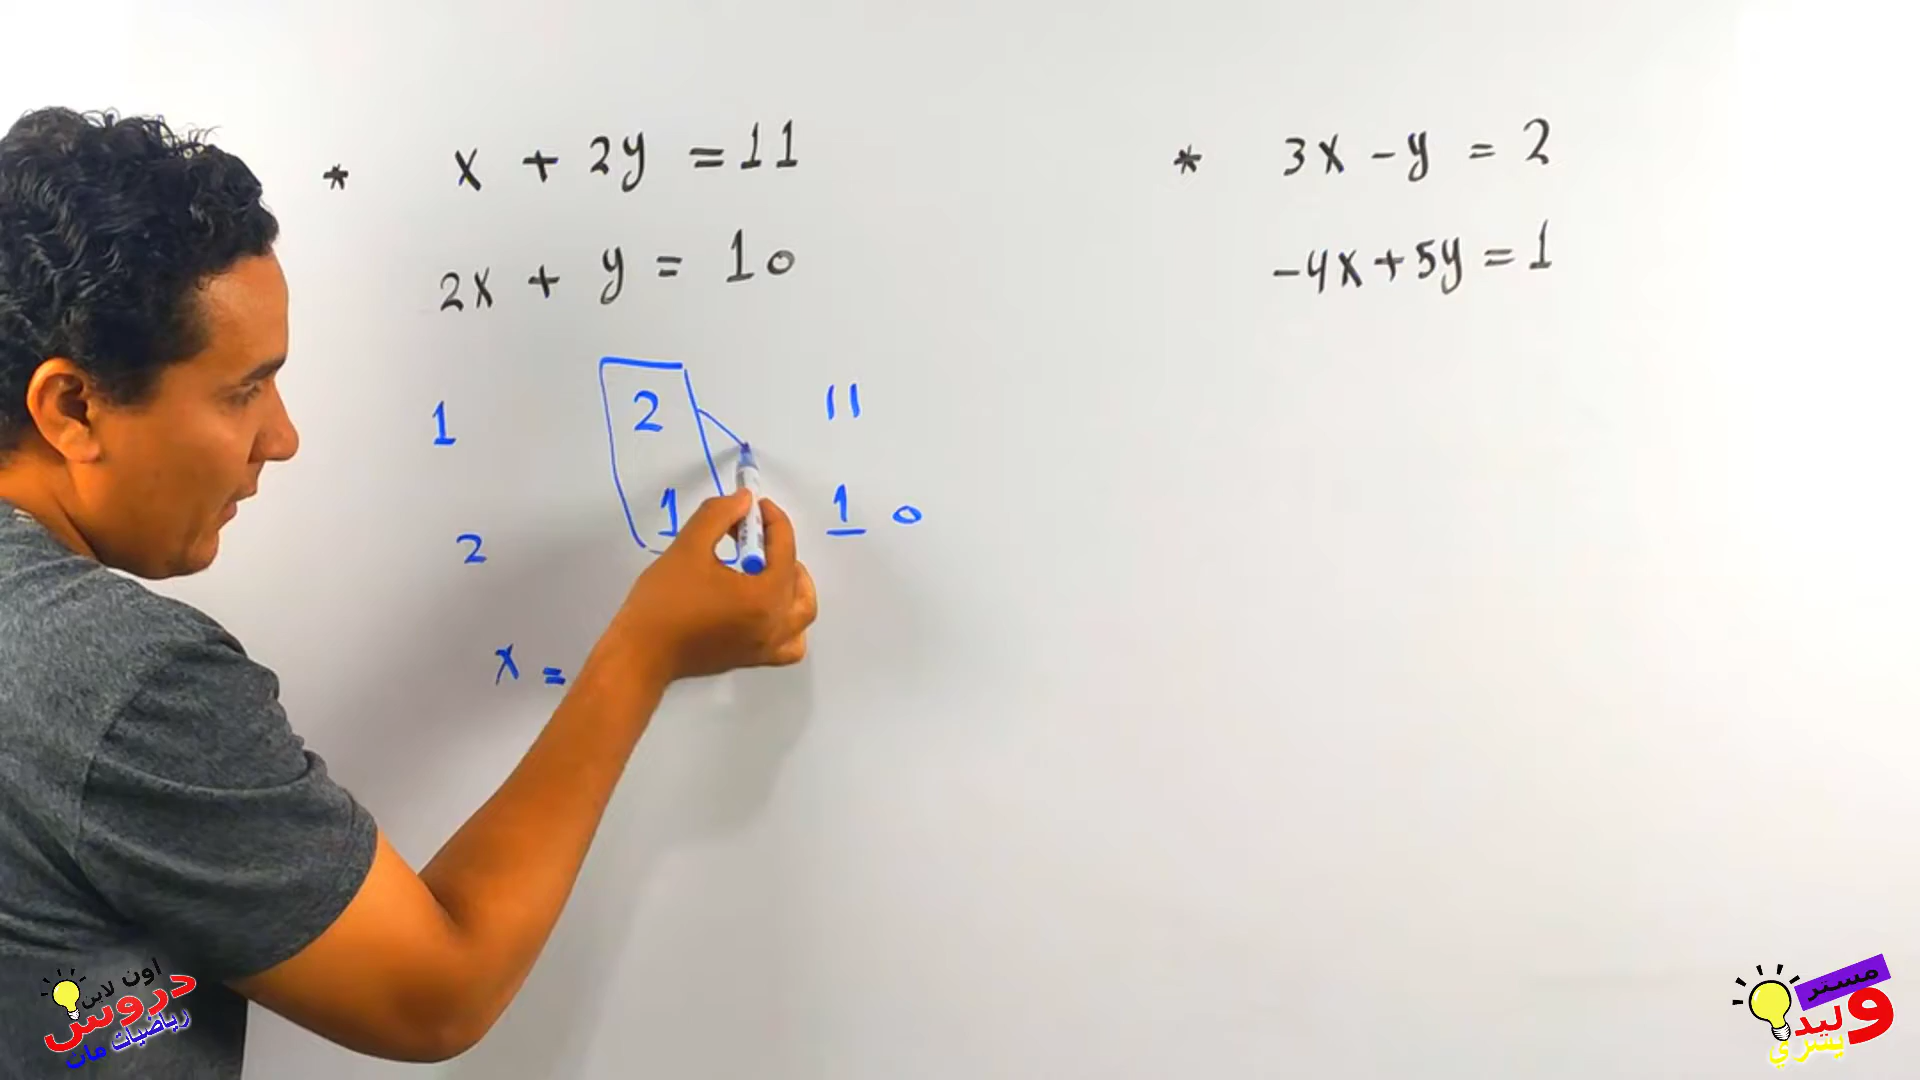 * x + 2y = 11
2x + y = 10
* 3x - y = 2
-4x + 5y = 1
1 2 11
2 1 10
x =
اون لاين
دروس
رياضيات مات
مستر
وليد
يسري